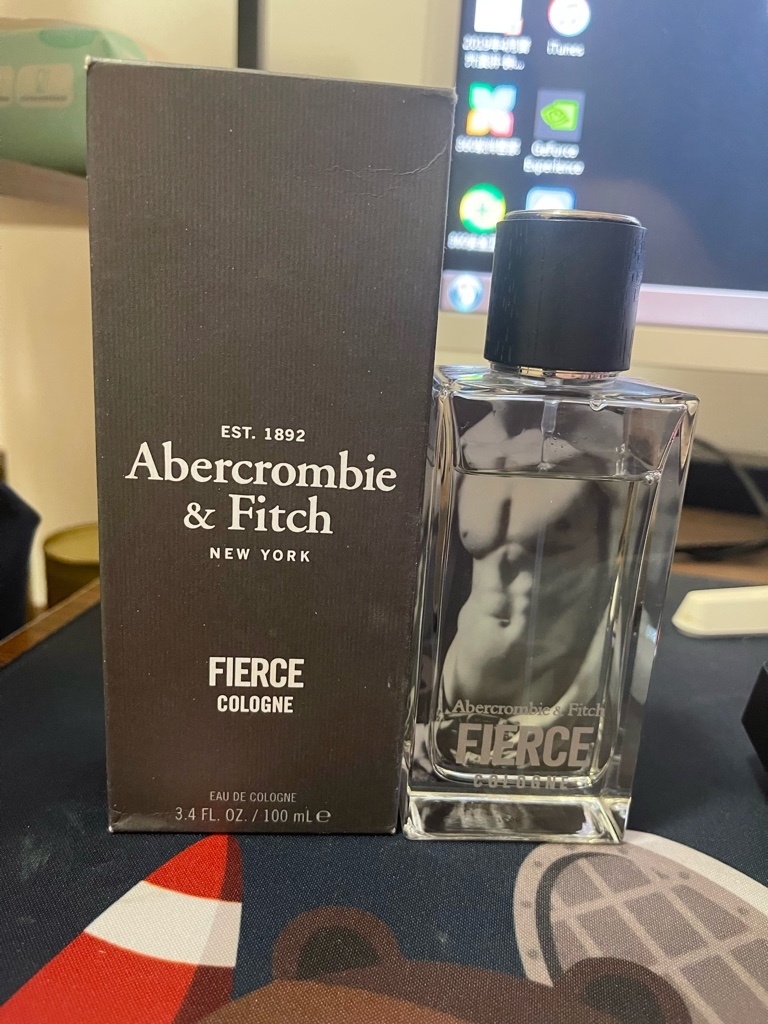 iTunes
GeForce
Experience
EST. 1892
Abercrombie
& Fitch
NEW YORK
FIERCE
COLOGNE
EAU DE COLOGNE
3.4 FL. OZ. / 100 mL e
Abercrombie & Fitch
FIERCE
COLOGNE